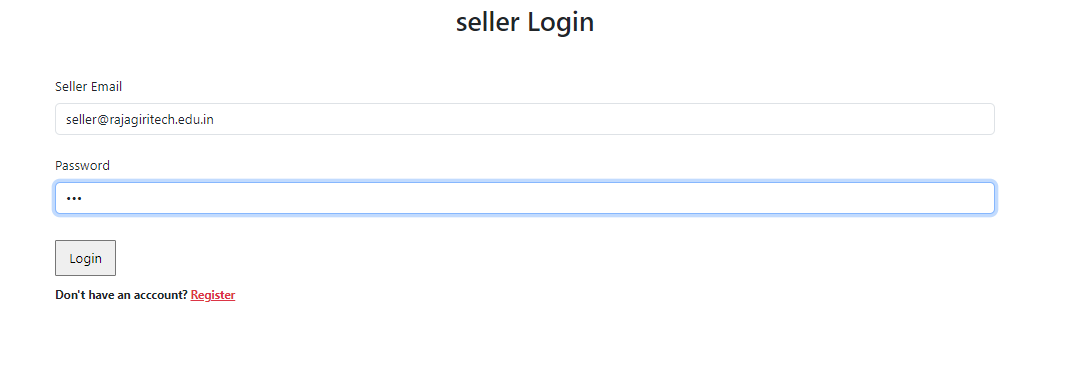 seller Login
Seller Email
seller@rajagiritech.edu.in
Password
•••
Login
Don't have an acccount? Register